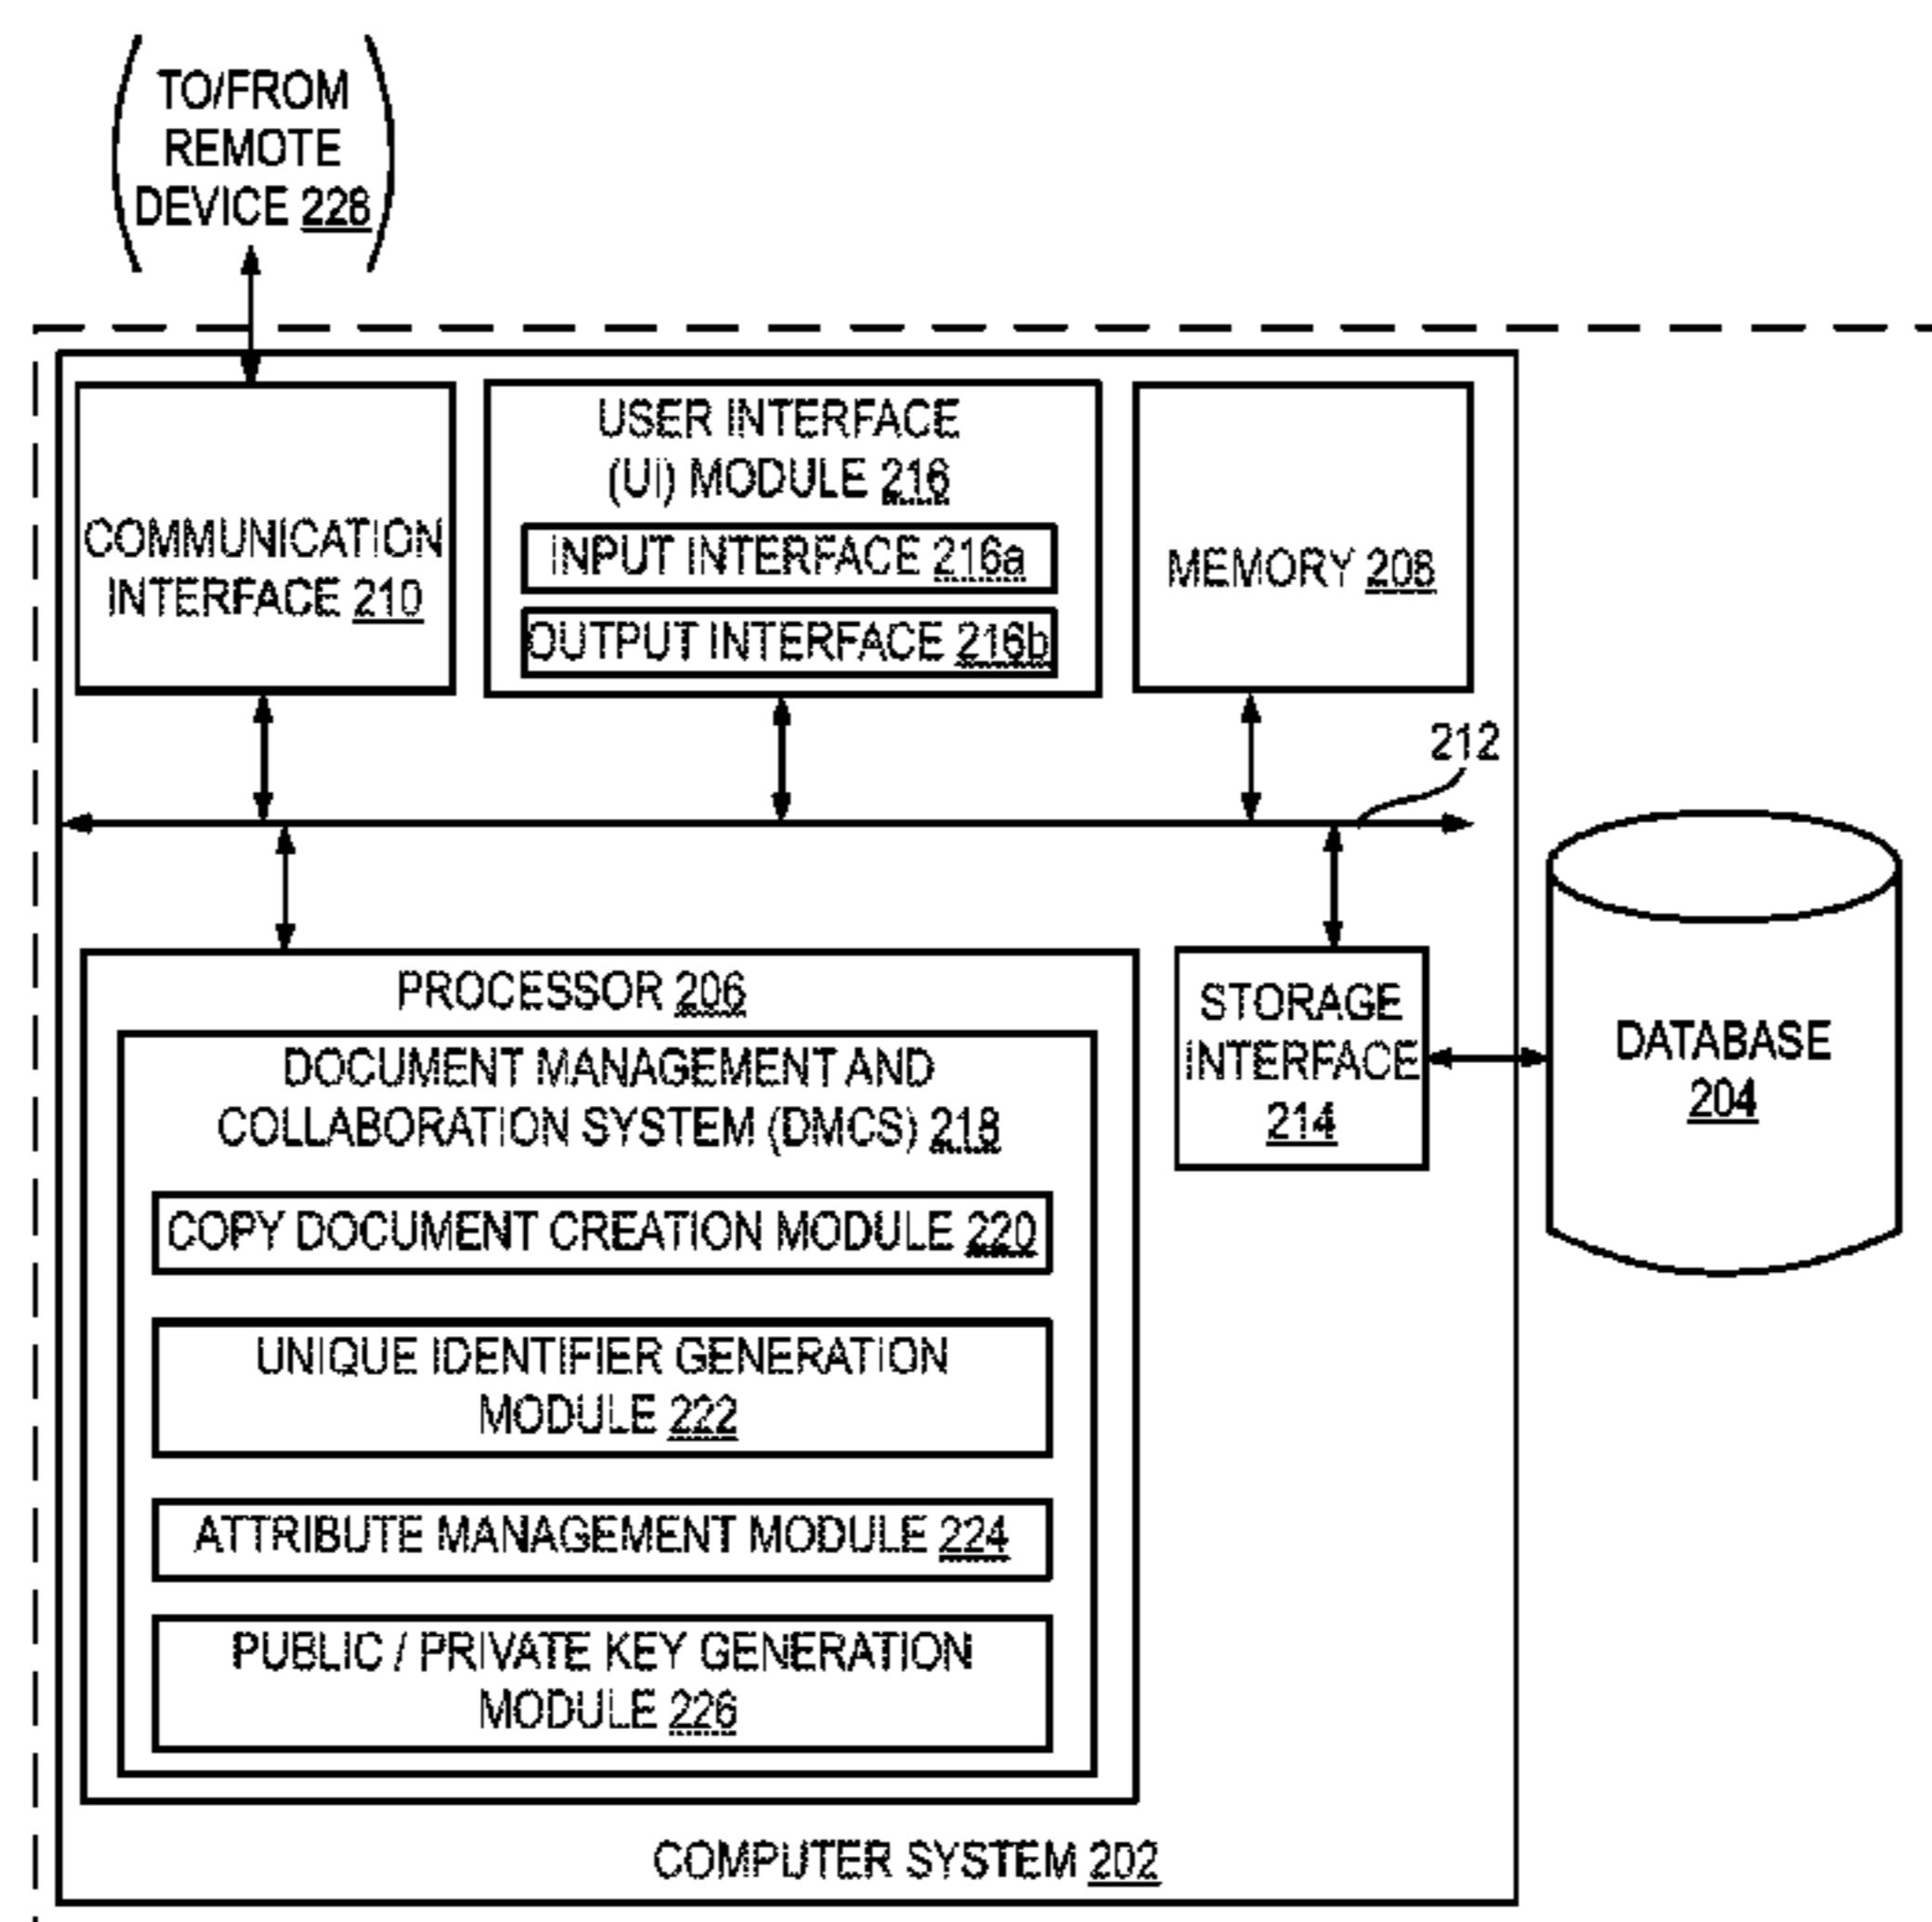 TO/FROM
REMOTE
DEVICE 228
COMMUNICATION
INTERFACE 210
USER INTERFACE
(UI) MODULE 216
INPUT INTERFACE 216a
OUTPUT INTERFACE 216b
MEMORY 208
212
PROCESSOR 206
DOCUMENT MANAGEMENT AND
COLLABORATION SYSTEM (DMCS) 218
COPY DOCUMENT CREATION MODULE 220
UNIQUE IDENTIFIER GENERATION
MODULE 222
ATTRIBUTE MANAGEMENT MODULE 224
PUBLIC / PRIVATE KEY GENERATION
MODULE 226
STORAGE
INTERFACE
214
DATABASE
204
COMPUTER SYSTEM 202